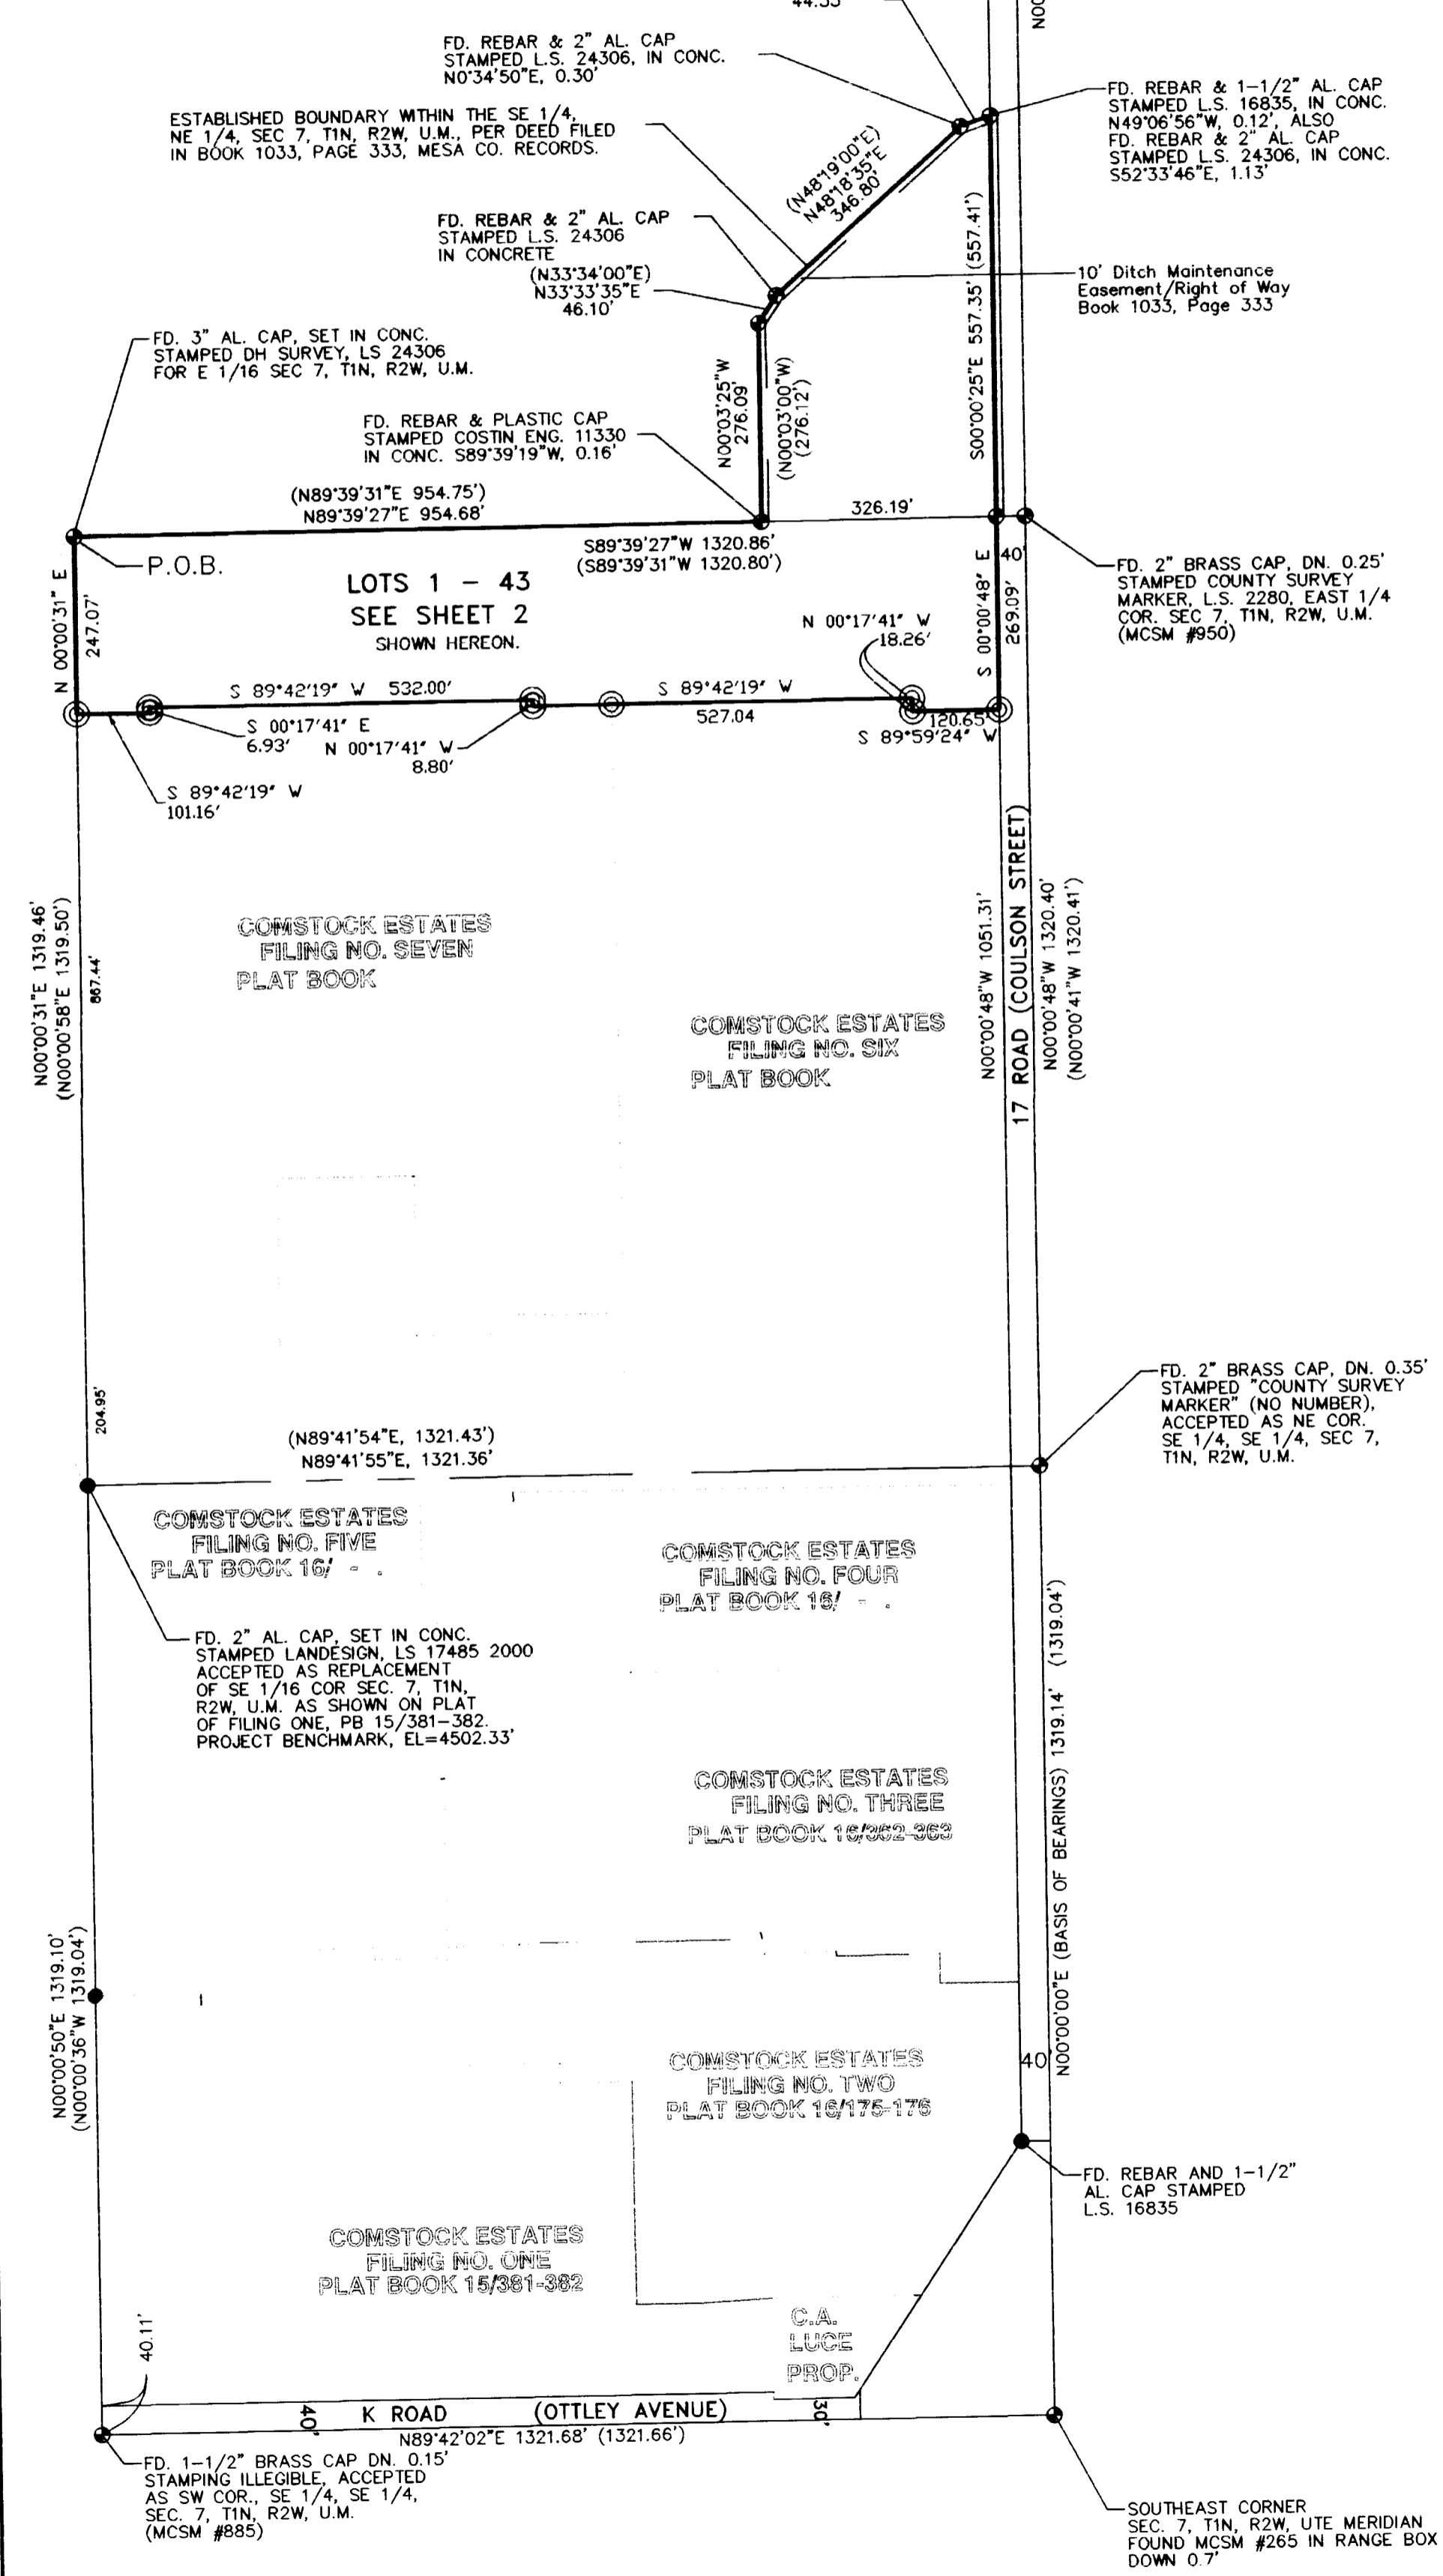 FD. REBAR & 2" AL. CAP
STAMPED L.S. 24306, IN CONC.
N0°34'50"E, 0.30'
ESTABLISHED BOUNDARY WITHIN THE SE 1/4,
NE 1/4, SEC 7, T1N, R2W, U.M., PER DEED FILED
IN BOOK 1033, PAGE 333, MESA CO. RECORDS.
FD. REBAR & 1-1/2" AL. CAP
STAMPED L.S. 16835, IN CONC.
N49°06'56"W, 0.12', ALSO
FD. REBAR & 2" AL. CAP
STAMPED L.S. 24306, IN CONC.
S52°33'46"E, 1.13'
(N48°19'00"E)
N48°18'35"E
346.80'
FD. REBAR & 2" AL. CAP
STAMPED L.S. 24306
IN CONCRETE
(N33°34'00"E)
N33°33'35"E
46.10'
S00°00'25"E 557.35' (557.41')
10' Ditch Maintenance
Easement/Right of Way
Book 1033, Page 333
FD. 3" AL. CAP, SET IN CONC.
STAMPED DH SURVEY, LS 24306
FOR E 1/16 SEC 7, T1N, R2W, U.M.
N00°03'25"W
276.09'
(N00°03'00"W)
(276.12')
FD. REBAR & PLASTIC CAP
STAMPED COSTIN ENG. 11330
IN CONC. S89°39'19"W, 0.16'
(N89°39'31"E 954.75')
N89°39'27"E 954.68'
326.19'
S89°39'27"W 1320.86'
(S89°39'31"W 1320.80')
P.O.B.
40'
FD. 2" BRASS CAP, DN. 0.25'
STAMPED COUNTY SURVEY
MARKER, L.S. 2280, EAST 1/4
COR. SEC 7, T1N, R2W, U.M.
(MCSM #950)
LOTS 1 - 43
SEE SHEET 2
SHOWN HEREON.
N 00°00'31" E
247.07'
N 00°17'41" W
18.26'
S 00°00'48" E
269.09'
S 89°42'19" W 532.00'
S 89°42'19" W
527.04
120.65'
S 89°59'24" W
S 00°17'41" E
6.93'
N 00°17'41" W
8.80'
S 89°42'19" W
101.16'
N00°00'31"E 1319.46'
(N00°00'58"E 1319.50')
867.44'
COMSTOCK ESTATES
FILING NO. SEVEN
PLAT BOOK
COMSTOCK ESTATES
FILING NO. SIX
PLAT BOOK
N00°00'48"W 1051.31'
17 ROAD (COULSON STREET)
N00°00'48"W 1320.40'
(N00°00'41"W 1320.41')
204.95'
FD. 2" BRASS CAP, DN. 0.35'
STAMPED "COUNTY SURVEY
MARKER" (NO NUMBER),
ACCEPTED AS NE COR.
SE 1/4, SE 1/4, SEC 7,
T1N, R2W, U.M.
(N89°41'54"E, 1321.43')
N89°41'55"E, 1321.36'
COMSTOCK ESTATES
FILING NO. FIVE
PLAT BOOK 16/ - .
COMSTOCK ESTATES
FILING NO. FOUR
PLAT BOOK 16/ - .
FD. 2" AL. CAP, SET IN CONC.
STAMPED LANDESIGN, LS 17485 2000
ACCEPTED AS REPLACEMENT
OF SE 1/16 COR SEC. 7, T1N,
R2W, U.M. AS SHOWN ON PLAT
OF FILING ONE, PB 15/381-382.
PROJECT BENCHMARK, EL=4502.33'
COMSTOCK ESTATES
FILING NO. THREE
PLAT BOOK 16/362-363
N00°00'00"E (BASIS OF BEARINGS) 1319.14' (1319.04')
N00°00'50"E 1319.10'
(N00°00'36"W 1319.04')
COMSTOCK ESTATES
FILING NO. TWO
PLAT BOOK 16/175-176
40'
FD. REBAR AND 1-1/2"
AL. CAP STAMPED
L.S. 16835
COMSTOCK ESTATES
FILING NO. ONE
PLAT BOOK 15/381-382
C.A.
LUCE
PROP.
40.11'
40'
K ROAD (OTTLEY AVENUE)
30'
N89°42'02"E 1321.68' (1321.66')
FD. 1-1/2" BRASS CAP DN. 0.15'
STAMPING ILLEGIBLE, ACCEPTED
AS SW COR., SE 1/4, SE 1/4,
SEC. 7, T1N, R2W, U.M.
(MCSM #885)
SOUTHEAST CORNER
SEC. 7, T1N, R2W, UTE MERIDIAN
FOUND MCSM #265 IN RANGE BOX
DOWN 0.7'